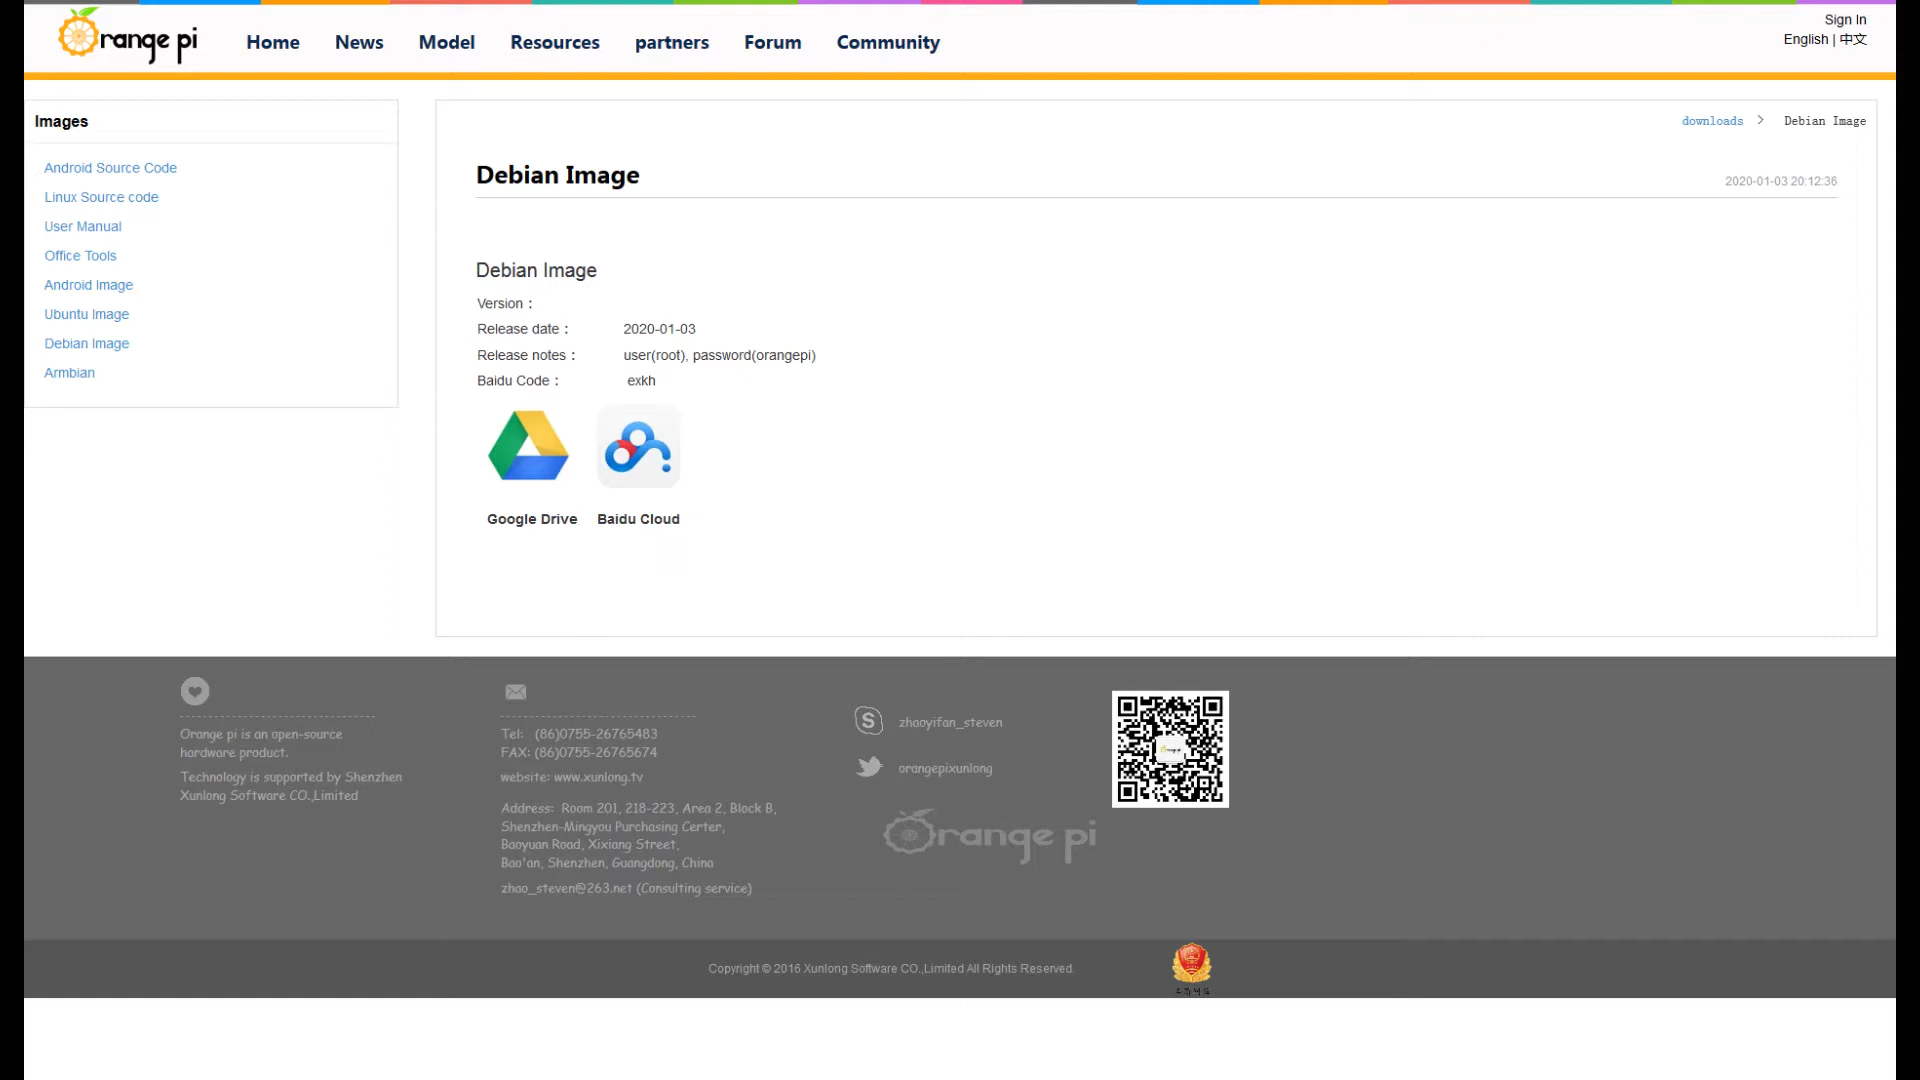 range pi
Home
News
Model
Resources
partners
Forum
Community
Sign In
English | 中文
Images
Android Source Code
Linux Source code
User Manual
Office Tools
Android Image
Ubuntu Image
Debian Image
Armbian
downloads > Debian Image
Debian Image
2020-01-03 20:12:36
Debian Image
Version：
Release date： 2020-01-03
Release notes： user(root), password(orangepi)
Baidu Code： exkh
Google Drive
Baidu Cloud
Orange pi is an open-source
hardware product.
Technology is supported by Shenzhen
Xunlong Software CO.,Limited
Tel: (86)0755-26765483
FAX: (86)0755-26765674
website: www.xunlong.tv
Address: Room 201, 218-223, Area 2, Block B,
Shenzhen-Mingyou Purchasing Certer,
Baoyuan Road, Xixiang Street,
Bao'an, Shenzhen, Guangdong, China
zhao_steven@263.net (Consulting service)
zhaoyifan_steven
orangepixunlong
range pi
Copyright © 2016 Xunlong Software CO.,Limited All Rights Reserved.